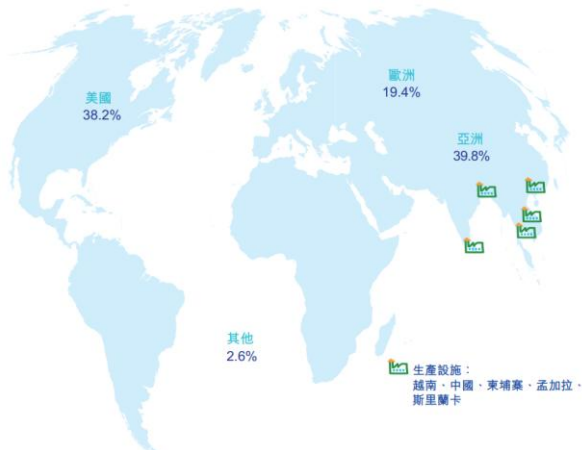 歐洲
19.4%
美國
38.2%
亞洲
39.8%
其他
2.6%
生產設施：
越南、中國、柬埔寨、孟加拉、
斯里蘭卡